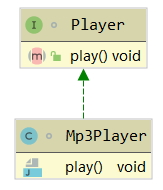 I Player
m play() void
C Mp3Player
play() void